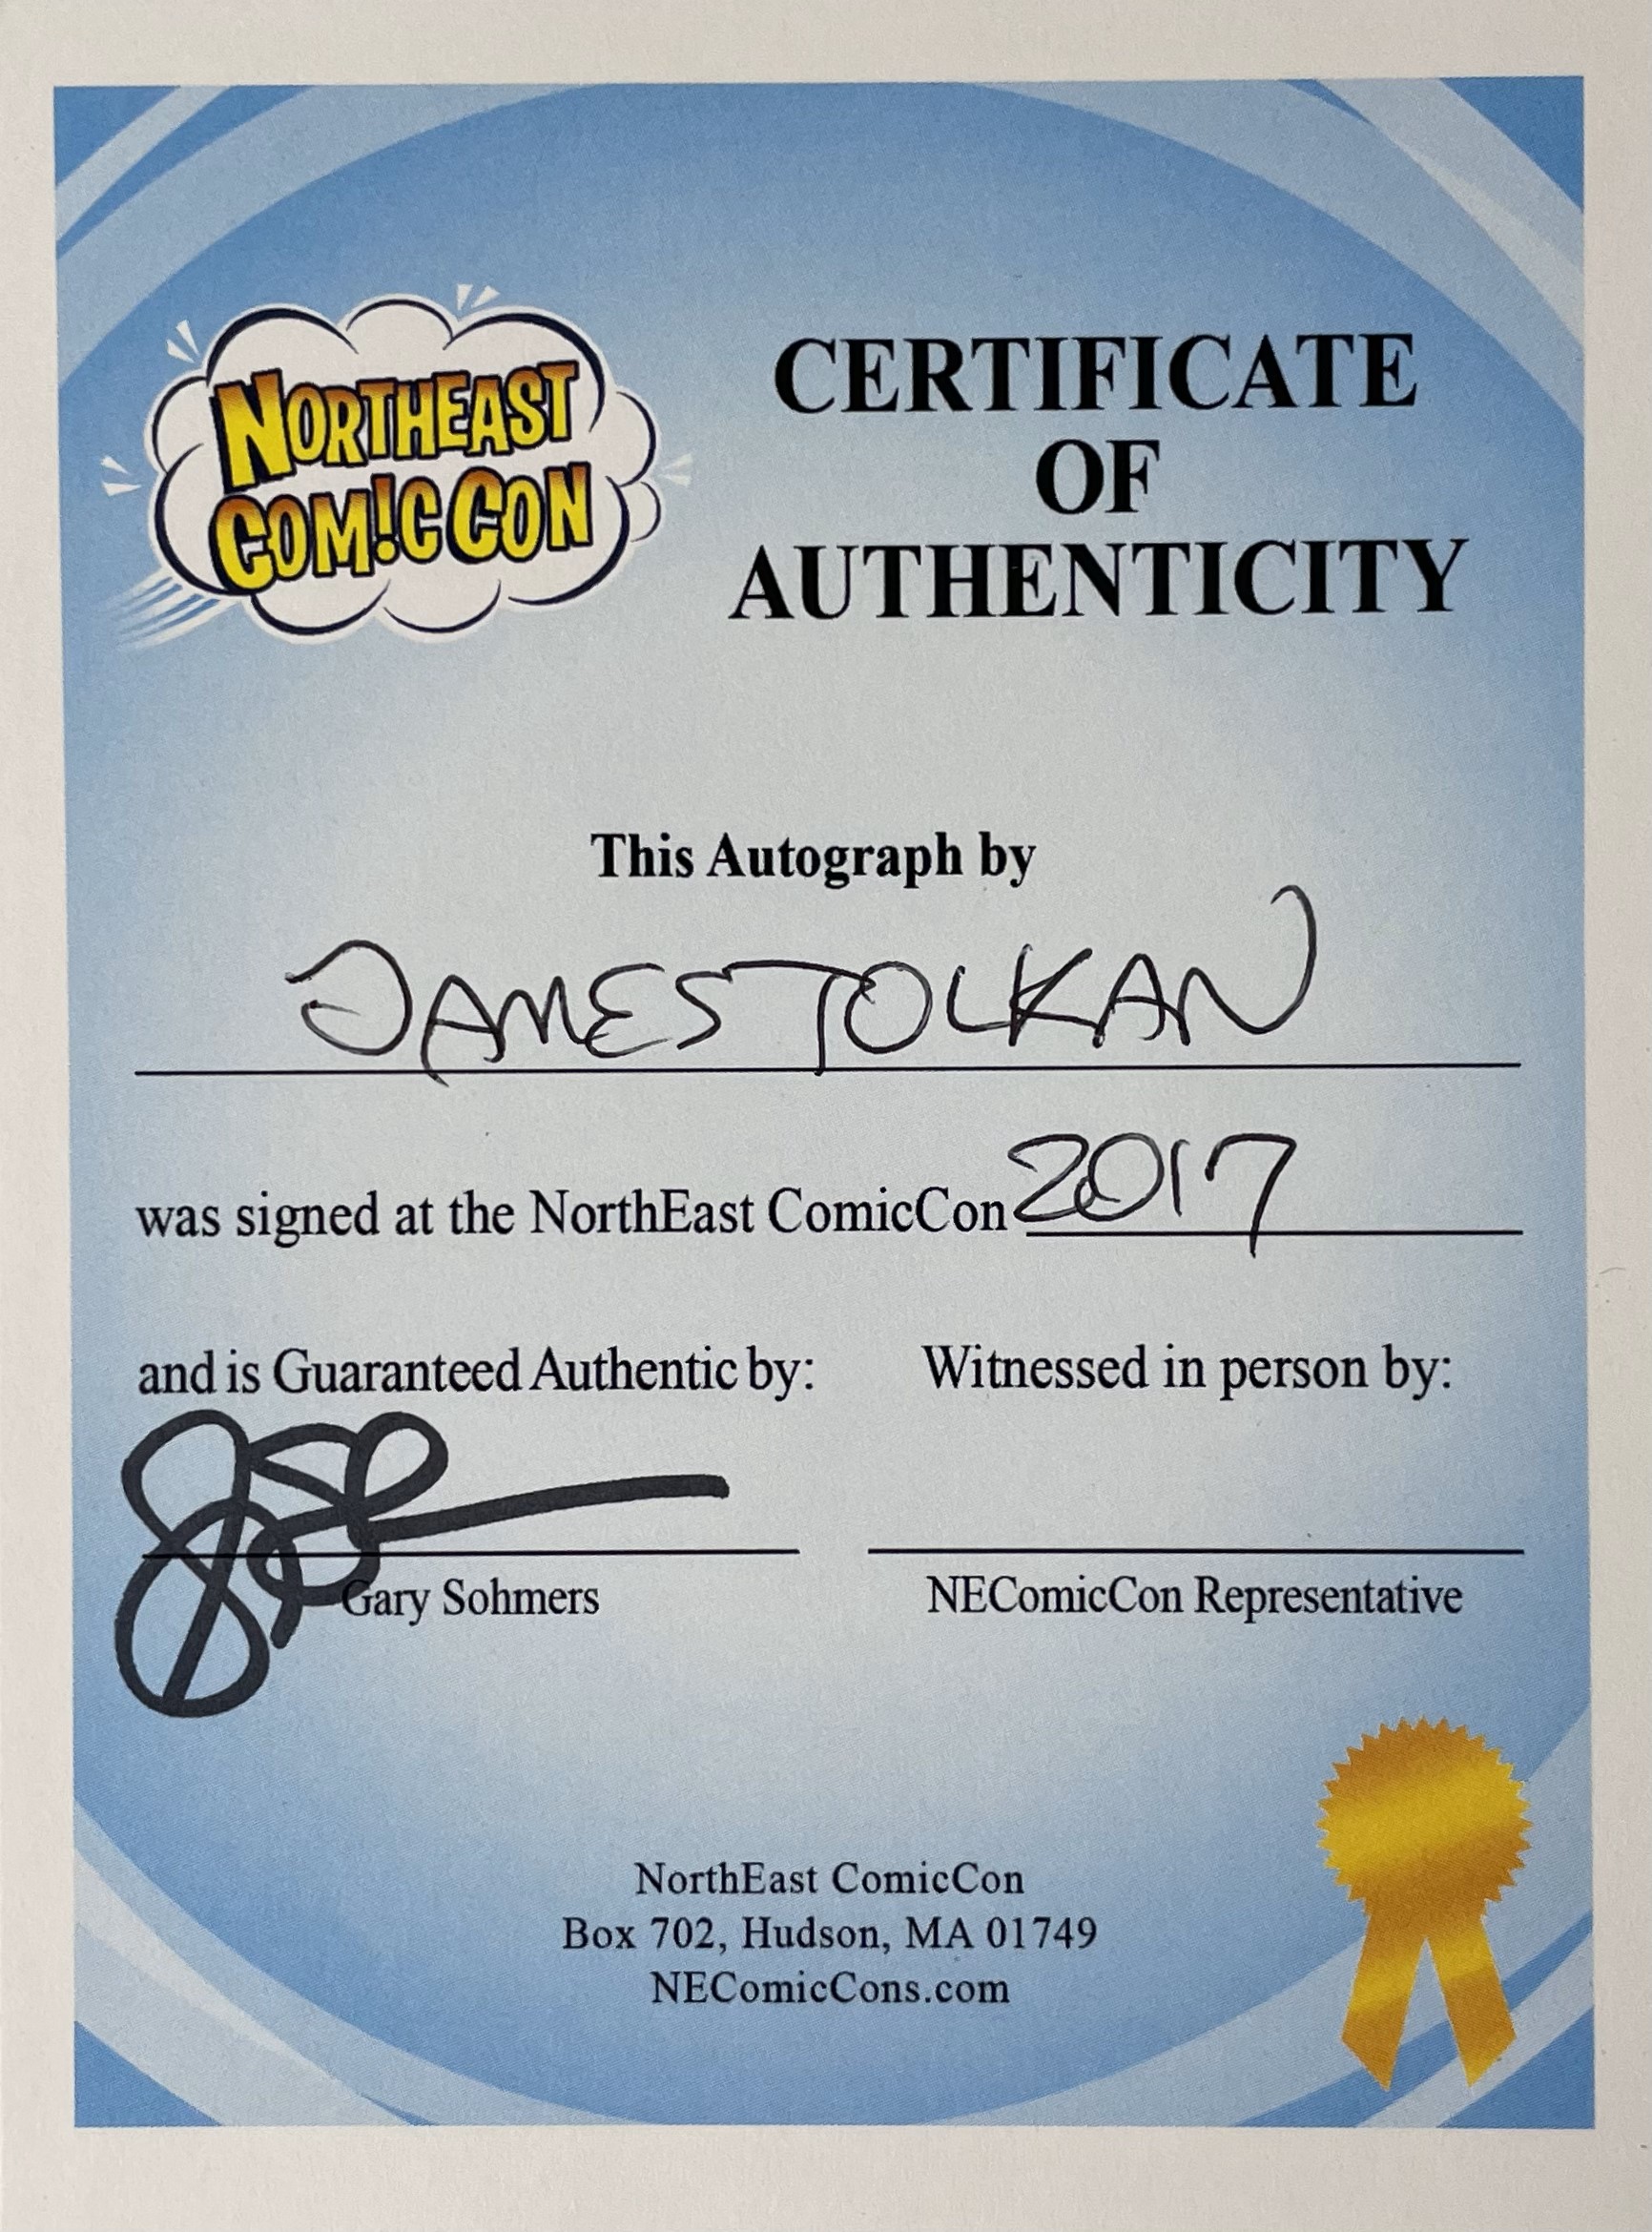 NORTHEAST
COM!C CON
CERTIFICATE
OF
AUTHENTICITY
This Autograph by
JAMES TOLKAN
was signed at the NorthEast ComicCon 2017
and is Guaranteed Authentic by:
Witnessed in person by:
Gary Sohmers
NEComicCon Representative
NorthEast ComicCon
Box 702, Hudson, MA 01749
NEComicCons.com